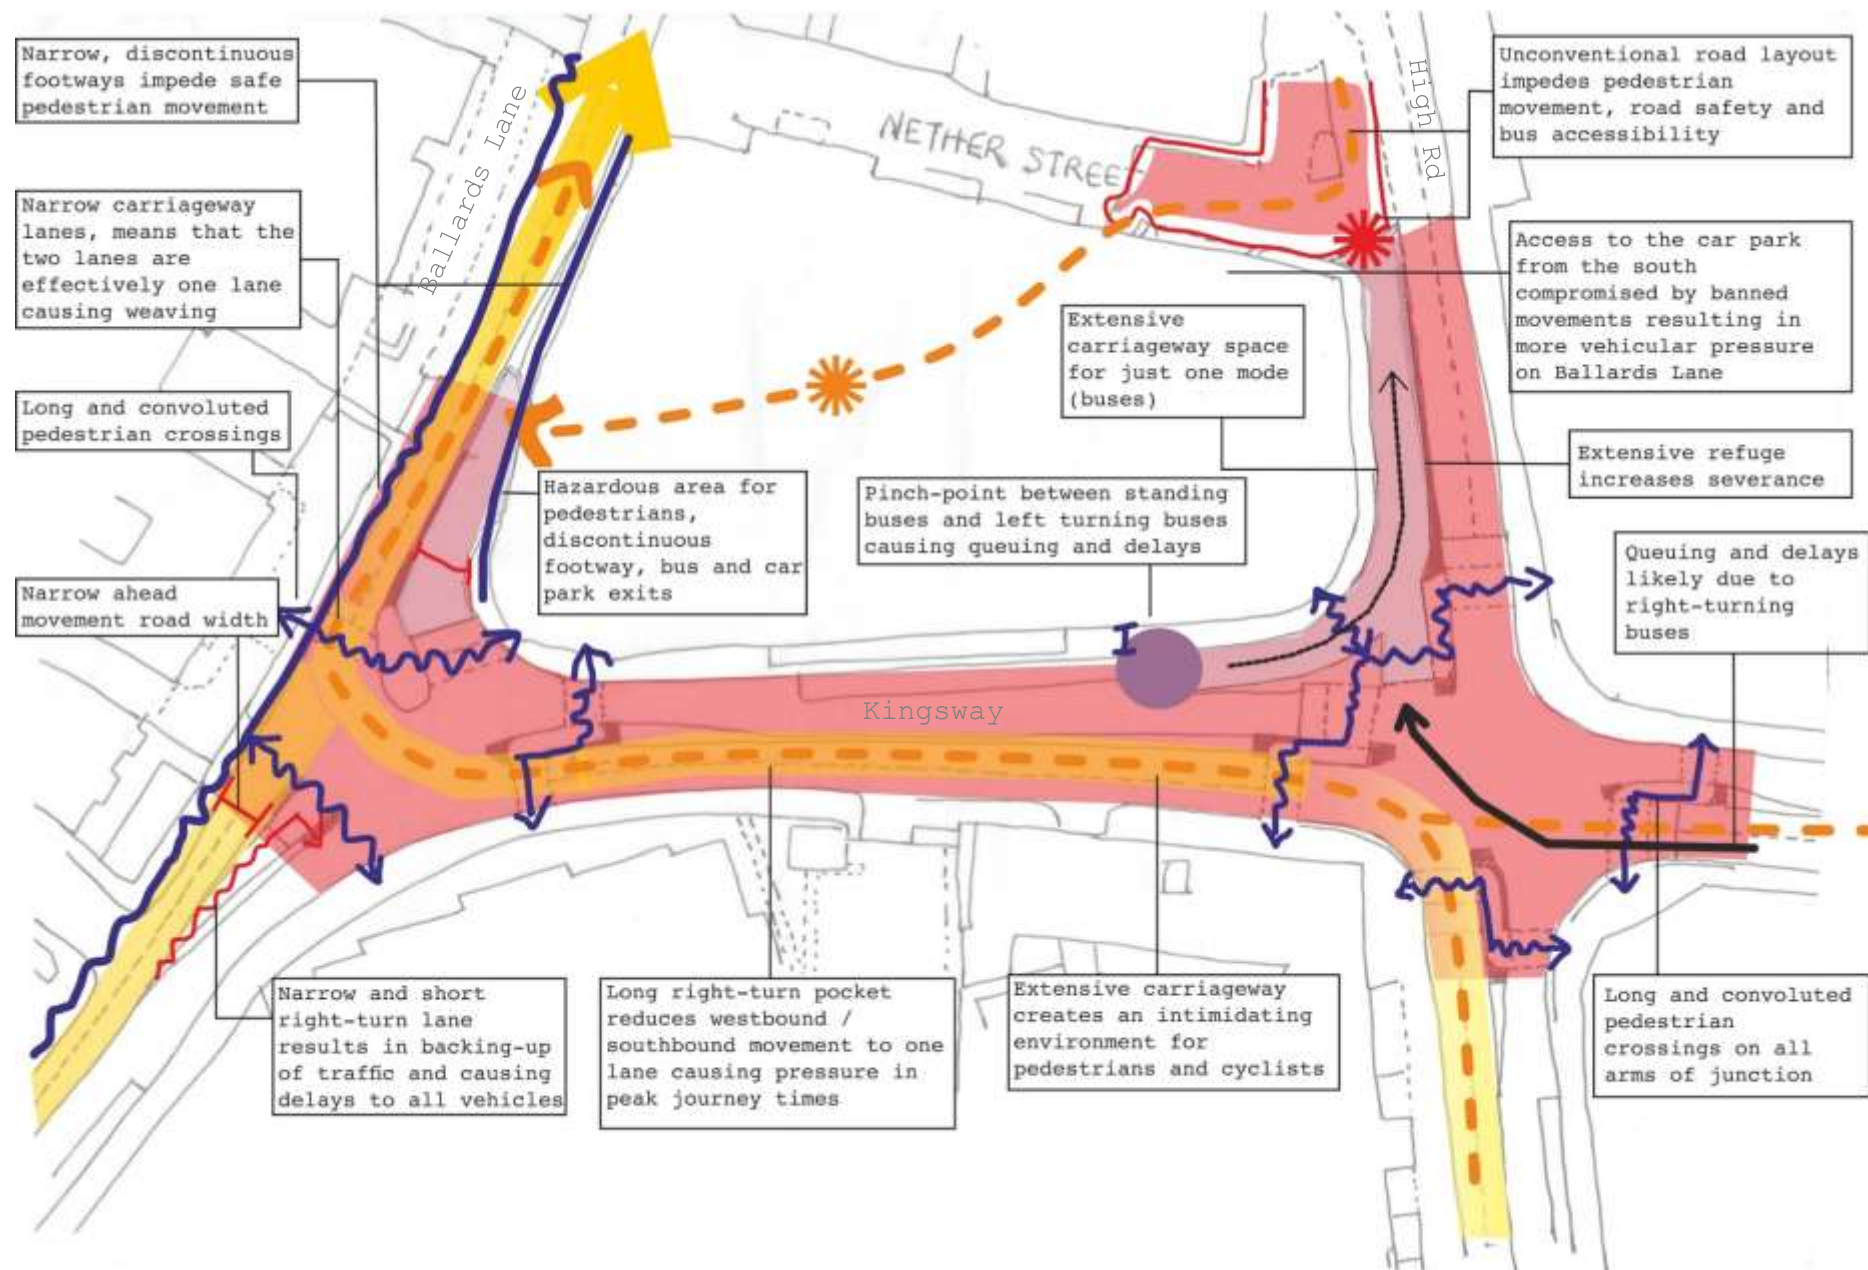 Narrow, discontinuous
footways impede safe
pedestrian movement
Narrow carriageway
lanes, means that the
two lanes are
effectively one lane
causing weaving
Long and convoluted
pedestrian crossings
Narrow ahead
movement road width
Ballards Lane
NETHER STREET
High Rd
Unconventional road layout
impedes pedestrian
movement, road safety and
bus accessibility
Access to the car park
from the south
compromised by banned
movements resulting in
more vehicular pressure
on Ballards Lane
Extensive
carriageway space
for just one mode
(buses)
Extensive refuge
increases severance
Hazardous area for
pedestrians,
discontinuous
footway, bus and car
park exits
Pinch-point between standing
buses and left turning buses
causing queuing and delays
Queuing and delays
likely due to
right-turning
buses
Kingsway
Narrow and short
right-turn lane
results in backing-up
of traffic and causing
delays to all vehicles
Long right-turn pocket
reduces westbound /
southbound movement to one
lane causing pressure in
peak journey times
Extensive carriageway
creates an intimidating
environment for
pedestrians and cyclists
Long and convoluted
pedestrian
crossings on all
arms of junction